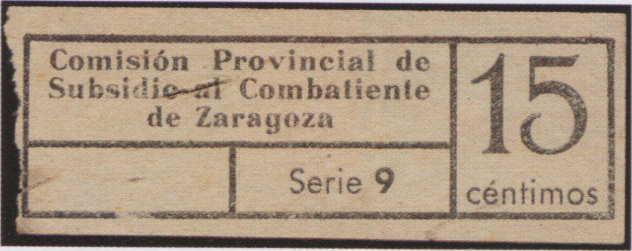 Comisión Provincial de
Subsidio al Combatiente
de Zaragoza
Serie 9
15
céntimos